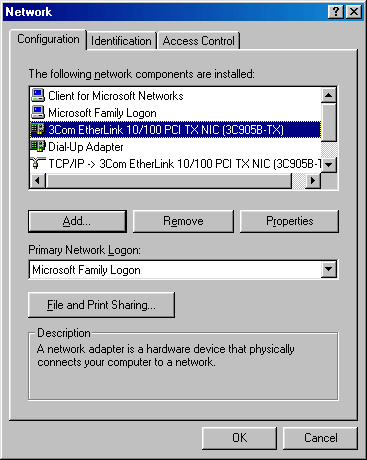 Network
Configuration Identification Access Control
The following network components are installed:
Client for Microsoft Networks
Microsoft Family Logon
3Com EtherLink 10/100 PCI TX NIC (3C905B-TX)
Dial-Up Adapter
TCP/IP -> 3Com EtherLink 10/100 PCI TX NIC (3C905B-T
Add... Remove Properties
Primary Network Logon:
Microsoft Family Logon
File and Print Sharing...
Description
A network adapter is a hardware device that physically
connects your computer to a network.
OK Cancel